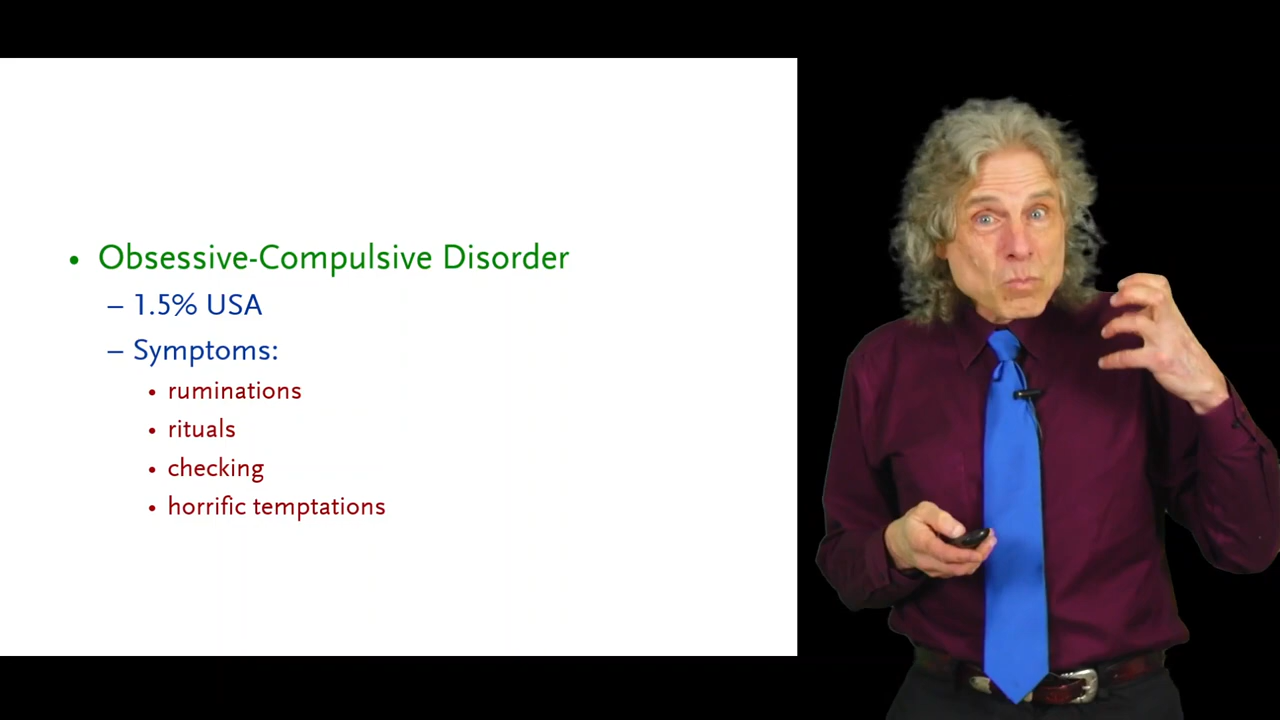 • Obsessive-Compulsive Disorder
– 1.5% USA
– Symptoms:
• ruminations
• rituals
• checking
• horrific temptations